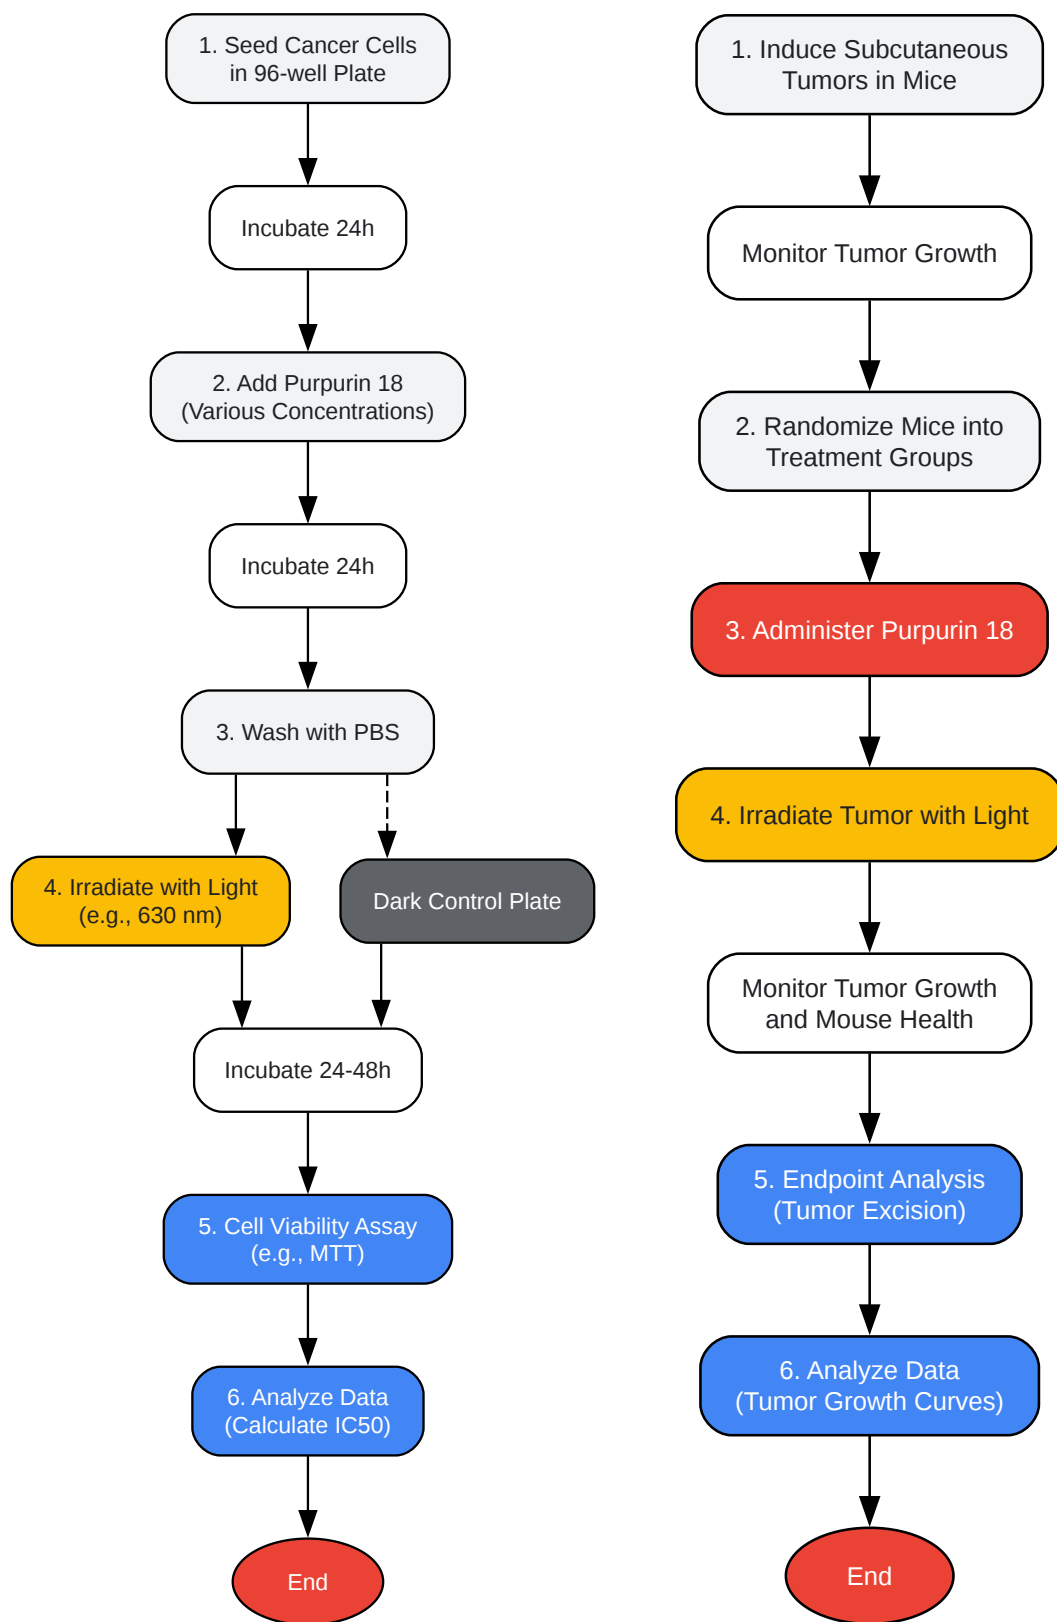 1. Seed Cancer Cells
in 96-well Plate
Incubate 24h
2. Add Purpurin 18
(Various Concentrations)
Incubate 24h
3. Wash with PBS
4. Irradiate with Light
(e.g., 630 nm)
Dark Control Plate
Incubate 24-48h
5. Cell Viability Assay
(e.g., MTT)
6. Analyze Data
(Calculate IC50)
End
1. Induce Subcutaneous
Tumors in Mice
Monitor Tumor Growth
2. Randomize Mice into
Treatment Groups
3. Administer Purpurin 18
4. Irradiate Tumor with Light
Monitor Tumor Growth
and Mouse Health
5. Endpoint Analysis
(Tumor Excision)
6. Analyze Data
(Tumor Growth Curves)
End